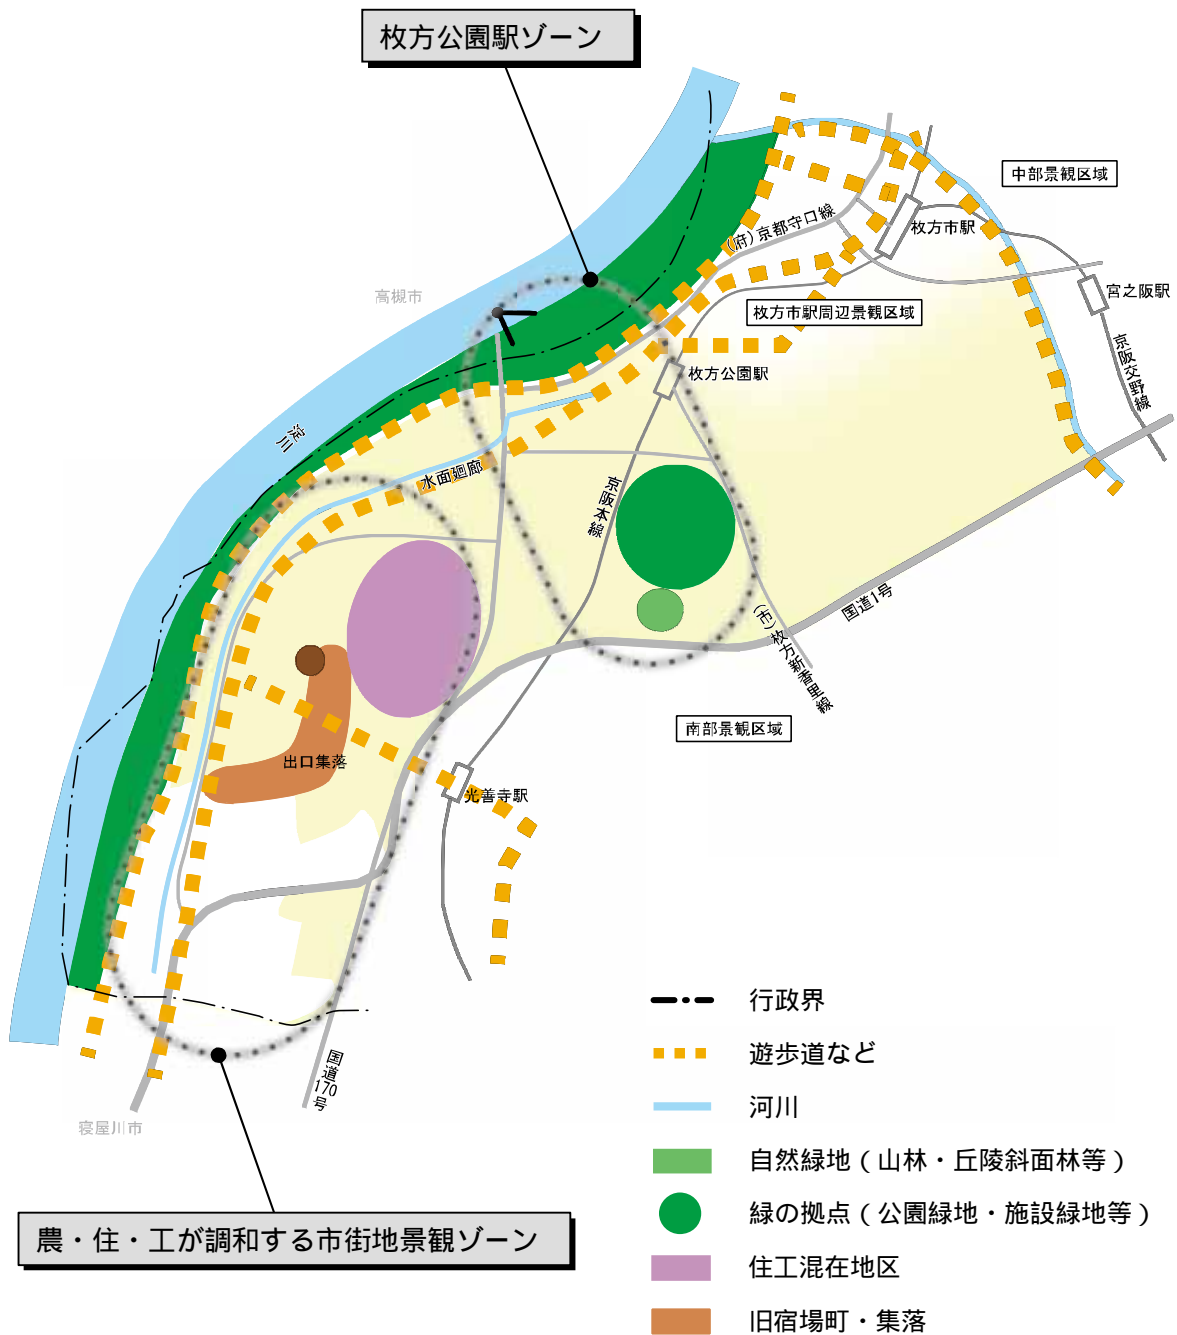 枚方公園駅ゾーン
中部景観区域
(府)京都守口線
枚方市駅
高槻市
宮之阪駅
枚方市駅周辺景観区域
京阪交野線
枚方公園駅
淀川
水面廻廊
京阪本線
国道1号
(市)枚方新香里線
南部景観区域
出口集落
光善寺駅
国道170号
寝屋川市
農・住・工が調和する市街地景観ゾーン
行政界
遊歩道など
河川
自然緑地(山林・丘陵斜面林等)
緑の拠点(公園緑地・施設緑地等)
住工混在地区
旧宿場町・集落